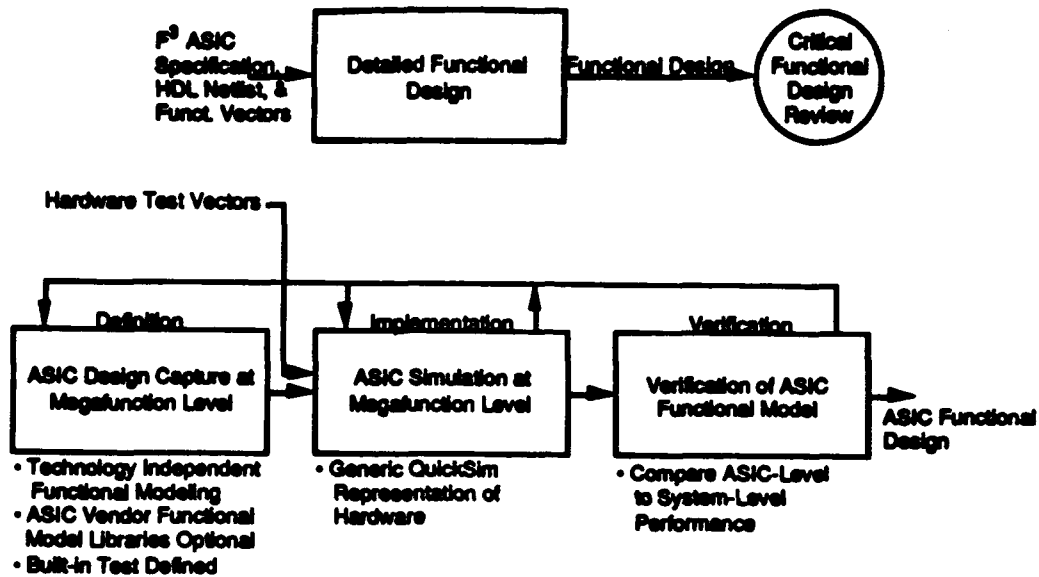 F³ ASIC
Specification,
HDL Netlist, &
Funct. Vectors
Detailed Functional
Design
Functional Design
Critical
Functional
Design
Review
Hardware Test Vectors
Definition
ASIC Design Capture at
Megafunction Level
Implementation
ASIC Simulation at
Megafunction Level
Verification
Verification of ASIC
Functional Model
ASIC Functional
Design
• Technology Independent
Functional Modeling
• ASIC Vendor Functional
Model Libraries Optional
• Built-in Test Defined
• Generic QuickSim
Representation of
Hardware
• Compare ASIC-Level
to System-Level
Performance